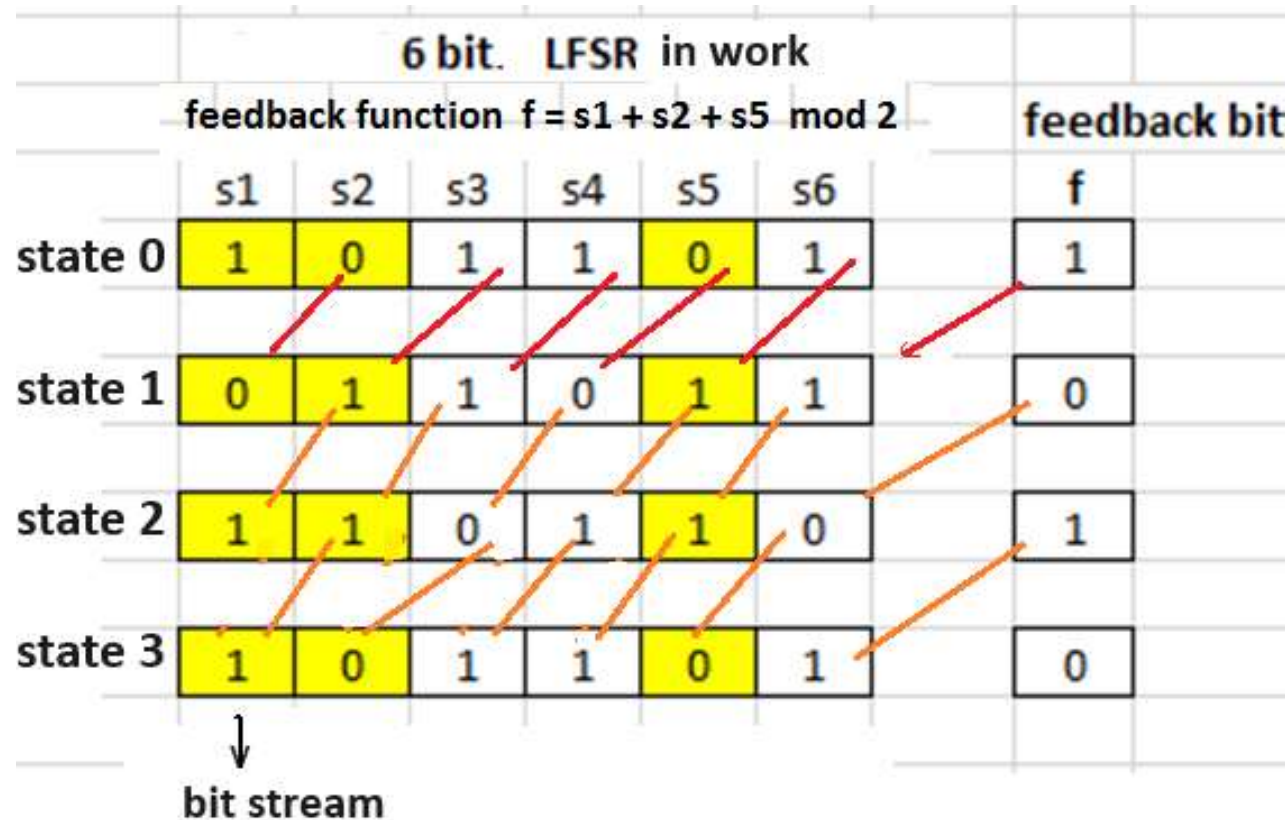 6 bit. LFSR in work
feedback function f = s1 + s2 + s5 mod 2
feedback bit
s1 s2 s3 s4 s5 s6 f
state 0 1 0 1 1 0 1 1
state 1 0 1 1 0 1 1 0
state 2 1 1 0 1 1 0 1
state 3 1 0 1 1 0 1 0
bit stream